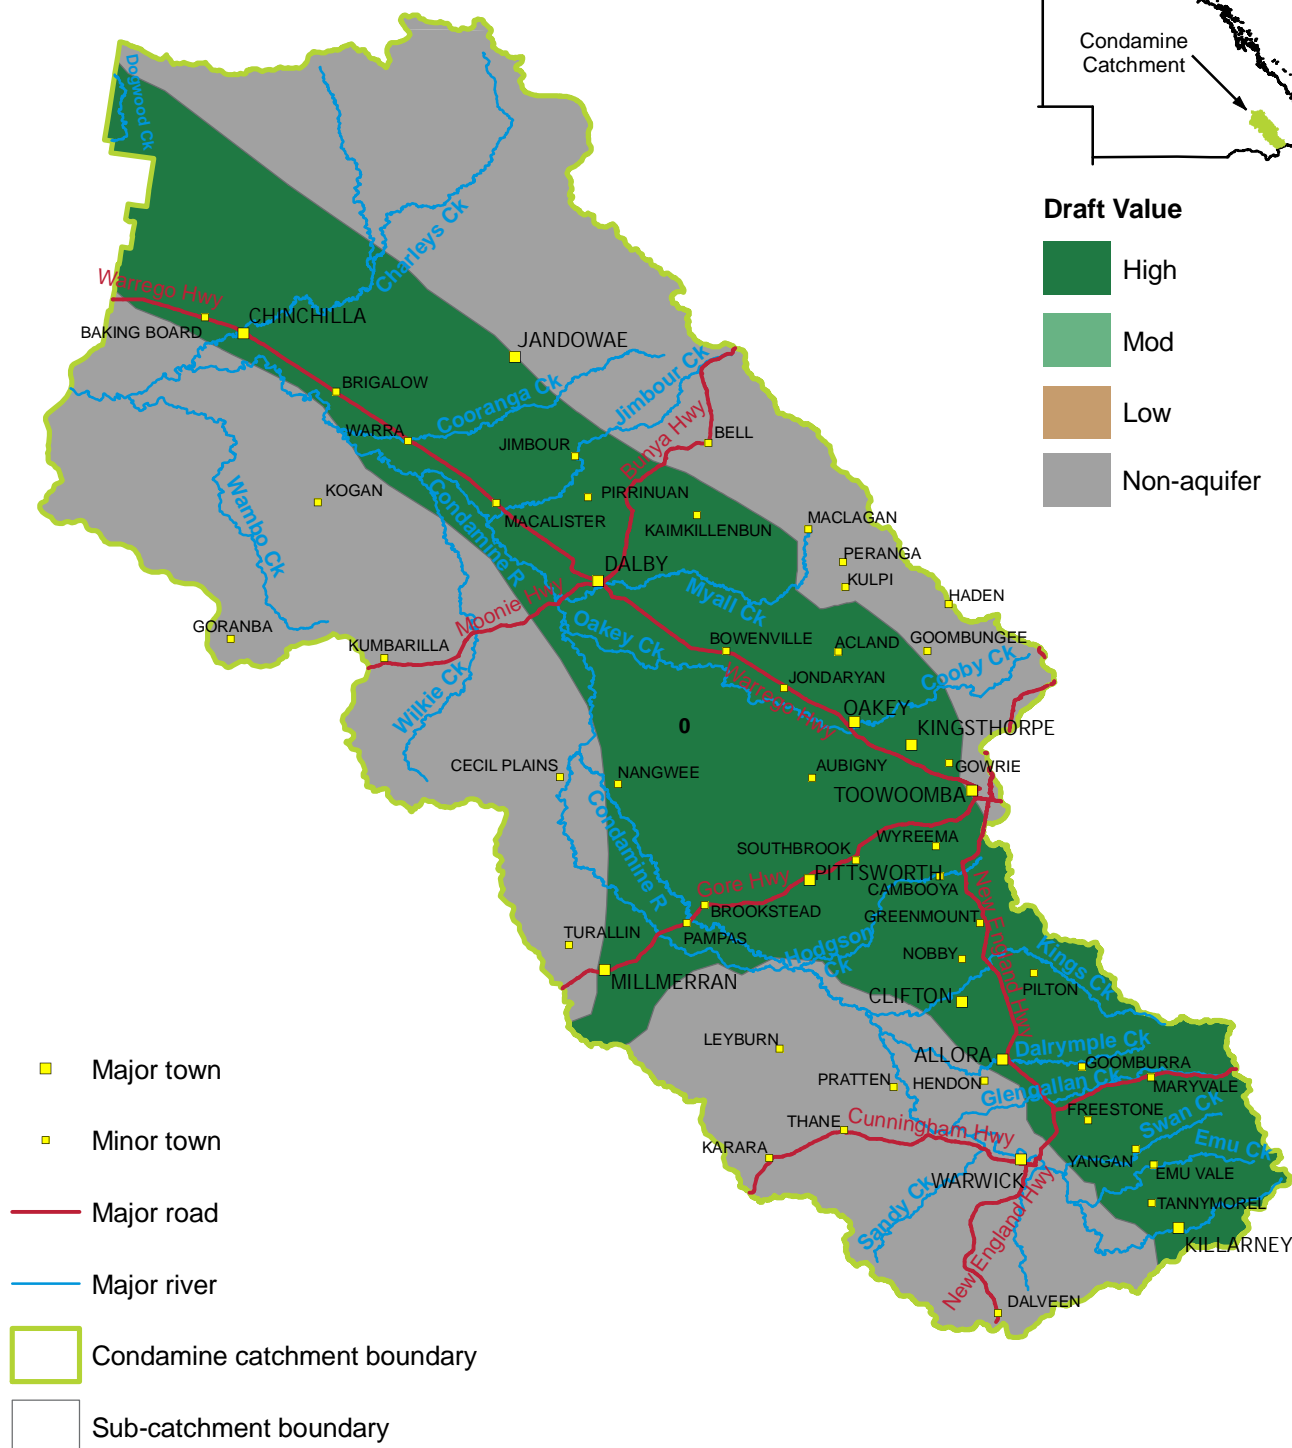 Condamine
Catchment
Draft Value
High
Mod
Low
Non-aquifer
Dogwood Ck
Charleys Ck
Warrego Hwy
CHINCHILLA
BAKING BOARD
JANDOWAE
BRIGALOW
Cooranga Ck
Jimbour Ck
Bunya Hwy
WARRA
JIMBOUR
BELL
KOGAN
Wambo Ck
Condamine R
PIRRINUAN
MACALISTER
KAIMKILLENBUN
MACLAGAN
PERANGA
KULPI
DALBY
Myall Ck
HADEN
Moonie Hwy
GORANBA
KUMBARILLA
Oakey Ck
BOWENVILLE
ACLAND
GOOMBUNGEE
Cooby Ck
JONDARYAN
Warrego Hwy
Wilkie Ck
OAKEY
0
KINGSTHORPE
CECIL PLAINS
NANGWEE
AUBIGNY
GOWRIE
TOOWOOMBA
Condamine R
WYREEMA
SOUTHBROOK
PITTSWORTH
Gore Hwy
CAMBOOYA
New England Hwy
BROOKSTEAD
GREENMOUNT
TURALLIN
PAMPAS
Hodgson
Ck
NOBBY
Kings Ck
MILLMERRAN
PILTON
CLIFTON
LEYBURN
ALLORA
Dalrymple Ck
GOOMBURRA
PRATTEN
HENDON
Glengallan Ck
MARYVALE
FREESTONE
THANE
Cunningham Hwy
Swan Ck
Emu Ck
KARARA
YANGAN
EMU VALE
WARWICK
Sandy Ck
TANNYMOREL
New England Hwy
KILLARNEY
DALVEEN
Major town
Minor town
Major road
Major river
Condamine catchment boundary
Sub-catchment boundary